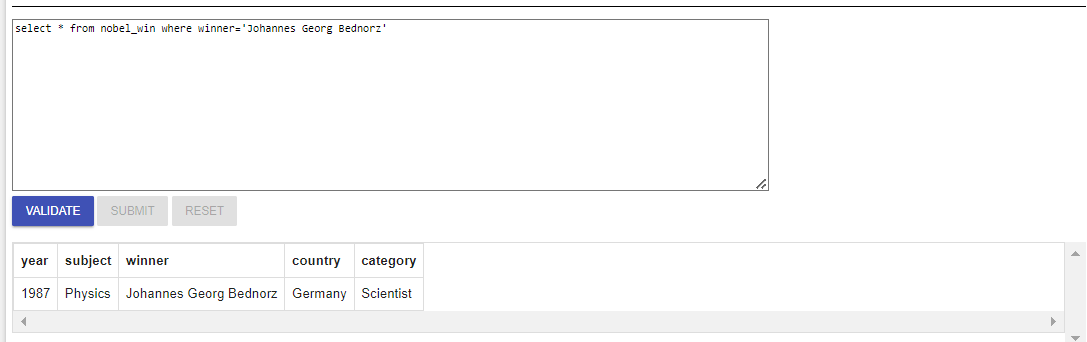 select * from nobel_win where winner='Johannes Georg Bednorz'
VALIDATE SUBMIT RESET
year subject winner country category
1987 Physics Johannes Georg Bednorz Germany Scientist